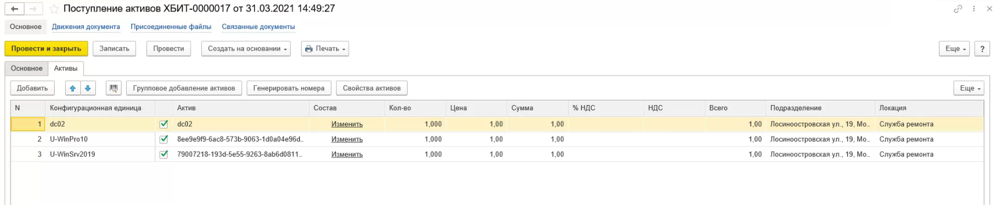 Поступление активов ХБИТ-0000017 от 31.03.2021 14:49:27
Основное Движения документа Присоединенные файлы Связанные документы
Провести и закрыть Записать Провести Создать на основании Печать Еще ?
Основное Активы
Добавить Групповое добавление активов Генерировать номера Свойства активов Еще
N Конфигурационная единица Актив Состав Кол-во Цена Сумма % НДС НДС Всего Подразделение Локация
1 dc02 dc02 Изменить 1,000 1,00 1,00 1,00 Лосиноостровская ул., 19, Мо... Служба ремонта
2 U-WinPro10 8ee9e9f9-6ac8-573b-9063-1d0a04e96d... Изменить 1,000 1,00 1,00 1,00 Лосиноостровская ул., 19, Мо... Служба ремонта
3 U-WinSrv2019 79007218-193d-5e55-9263-8ab6d0811... Изменить 1,000 1,00 1,00 1,00 Лосиноостровская ул., 19, Мо... Служба ремонта